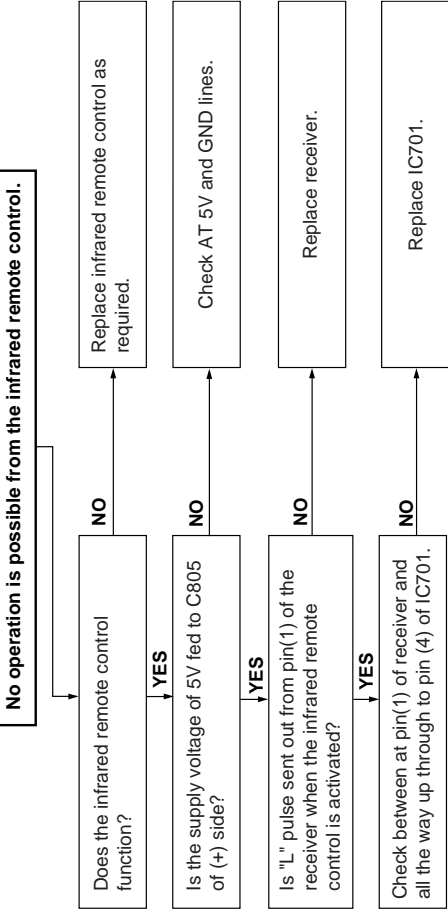 No operation is possible from the infrared remote control.
Does the infrared remote control
function?
NO
Replace infrared remote control as
required.
YES
Is the supply voltage of 5V fed to C805
of (+) side?
NO
Check AT 5V and GND lines.
YES
Is "L" pulse sent out from pin(1) of the
receiver when the infrared remote
control is activated?
NO
Replace receiver.
YES
Check between at pin(1) of receiver and
all the way up through to pin (4) of IC701.
NO
Replace IC701.